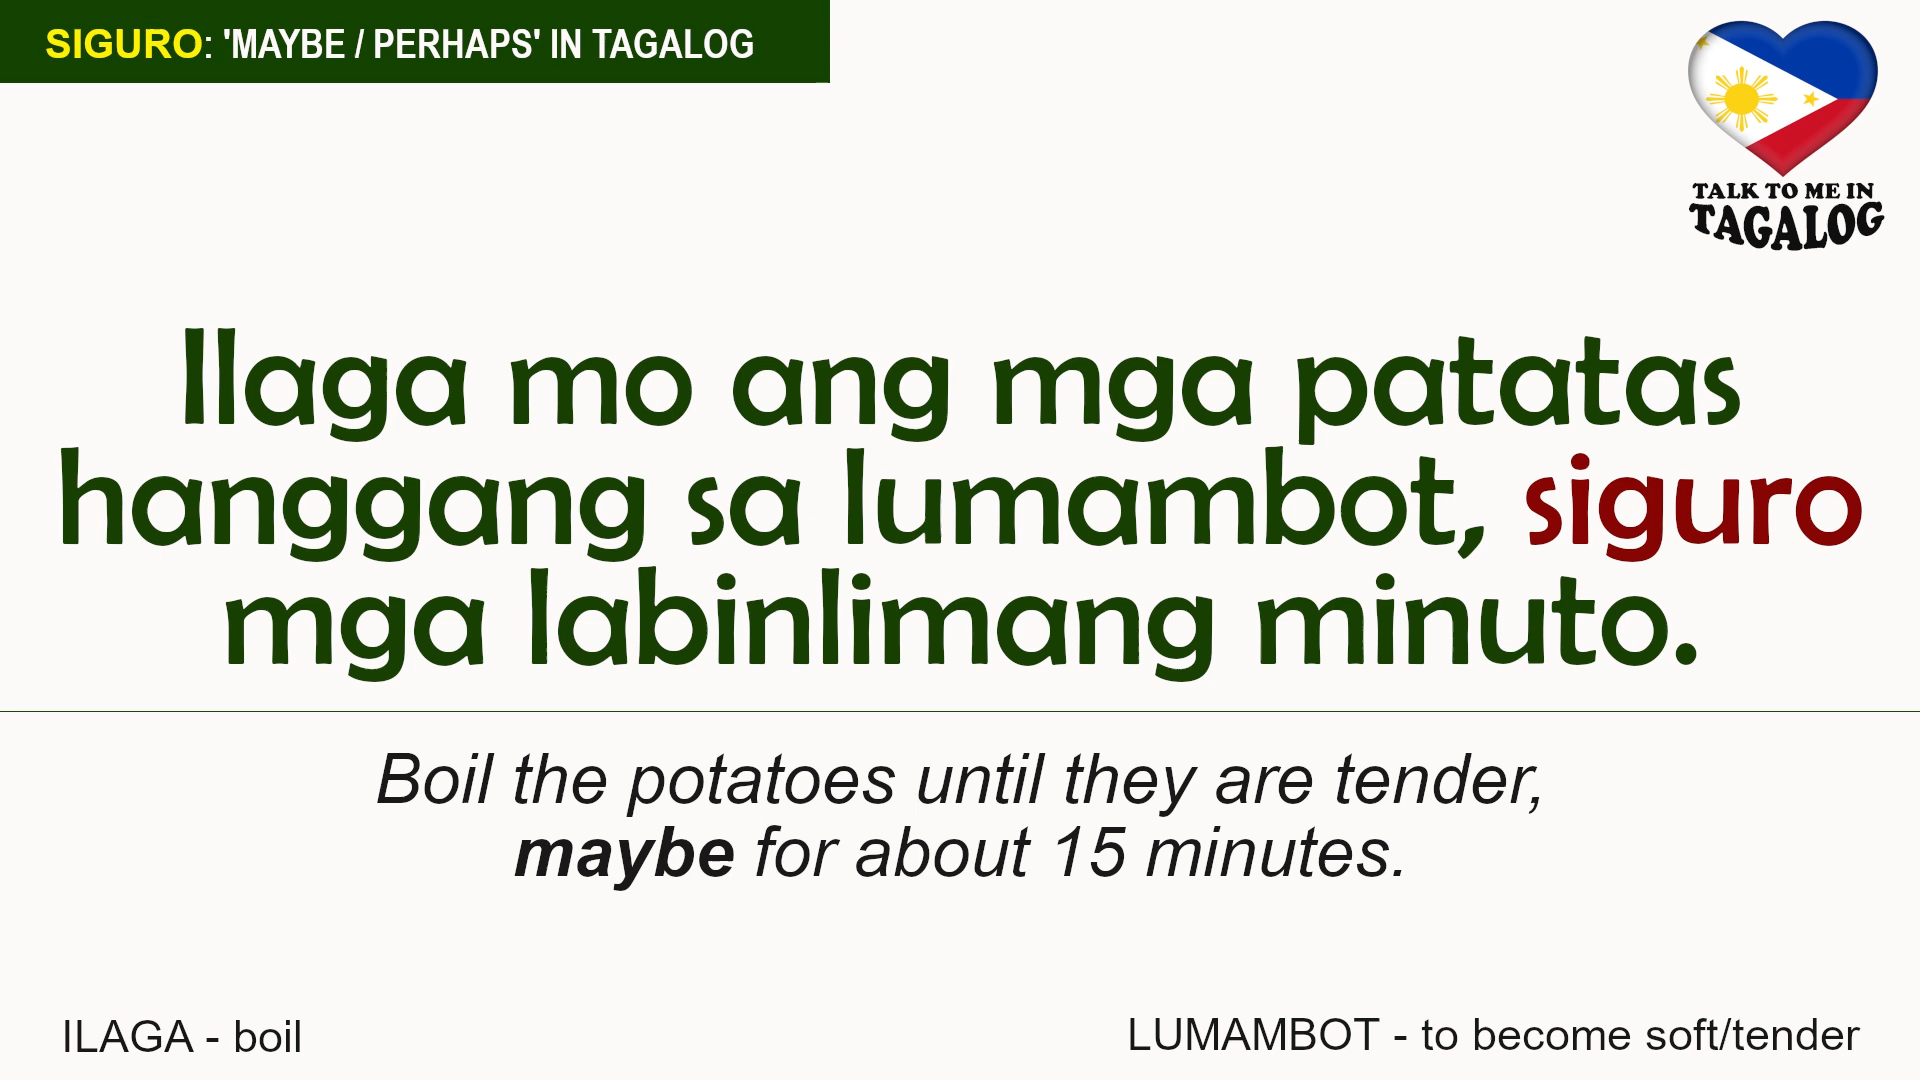 SIGURO: 'MAYBE / PERHAPS' IN TAGALOG
TALK TO ME IN
TAGALOG
Ilaga mo ang mga patatas
hanggang sa lumambot, siguro
mga labinlimang minuto.
Boil the potatoes until they are tender,
maybe for about 15 minutes.
ILAGA - boil
LUMAMBOT - to become soft/tender